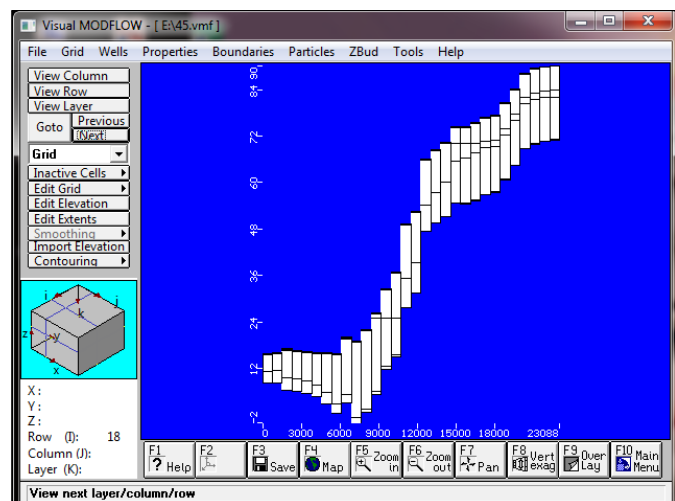 Visual MODFLOW - [ E:\45.vmf ]
File Grid Wells Properties Boundaries Particles ZBud Tools Help
View Column
View Row
View Layer
Goto Previous
Next
Grid
Inactive Cells
Edit Grid
Edit Elevation
Edit Extents
Smoothing
Import Elevation
Contouring
i j
k
z y
x
X :
Y :
Z :
Row (I): 18
Column (J):
Layer (K):
90
84
72
60
48
36
24
12
-2
0 3000 6000 9000 12000 15000 18000 23088
F1 ? Help
F2
F3 Save
F4 Map
F5 Zoom in
F6 Zoom out
F7 Pan
F8 Vert exag
F9 Over Lay
F10 Main Menu
View next layer/column/row